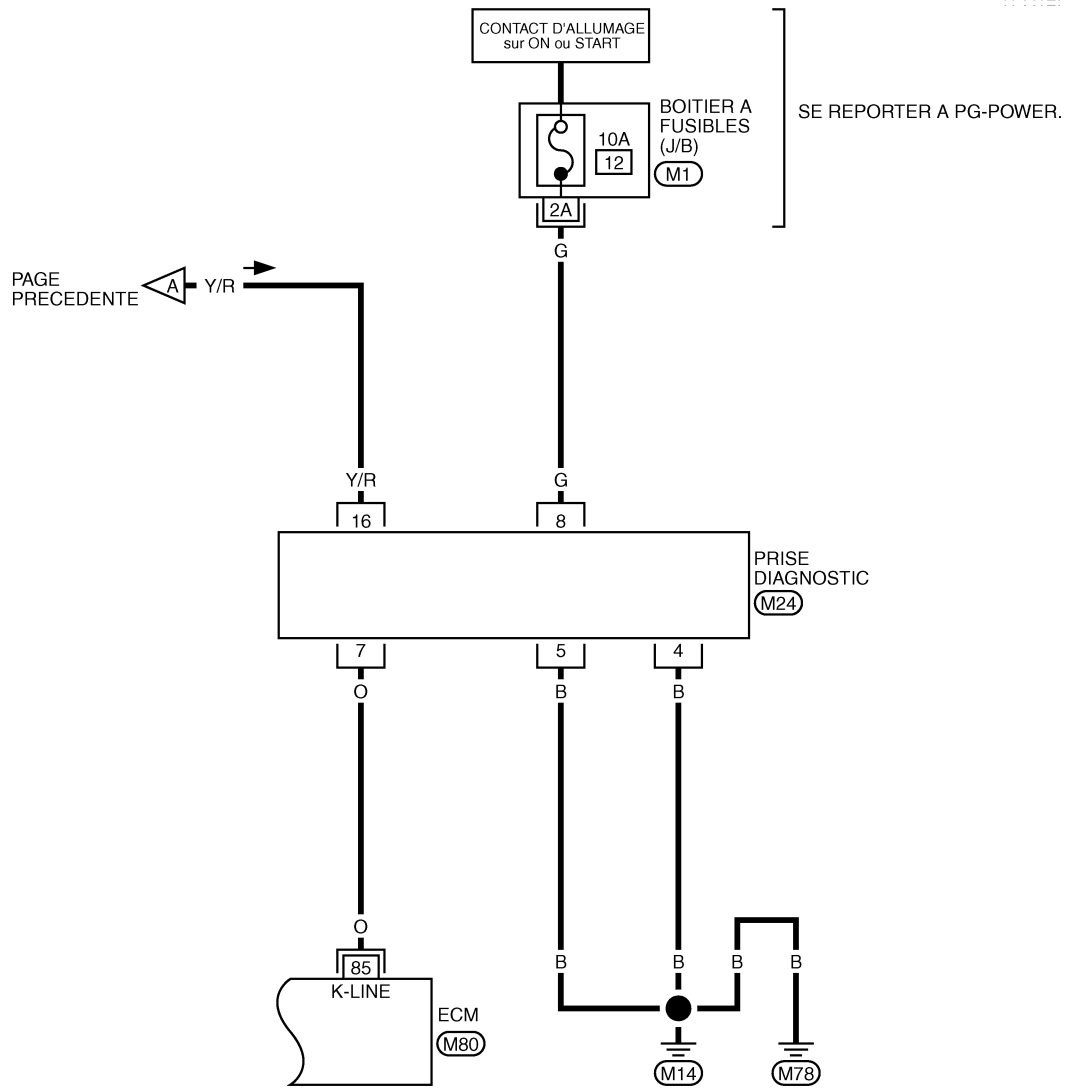 CONTACT D'ALLUMAGE
sur ON ou START
BOITIER A
FUSIBLES
(J/B)
M1
10A
12
2A
SE REPORTER A PG-POWER.
G
PAGE
PRECEDENTE
A
Y/R
Y/R
G
16
8
PRISE
DIAGNOSTIC
M24
7
5
4
O
B
B
O
B
B
B
B
85
K-LINE
ECM
M80
M14
M78